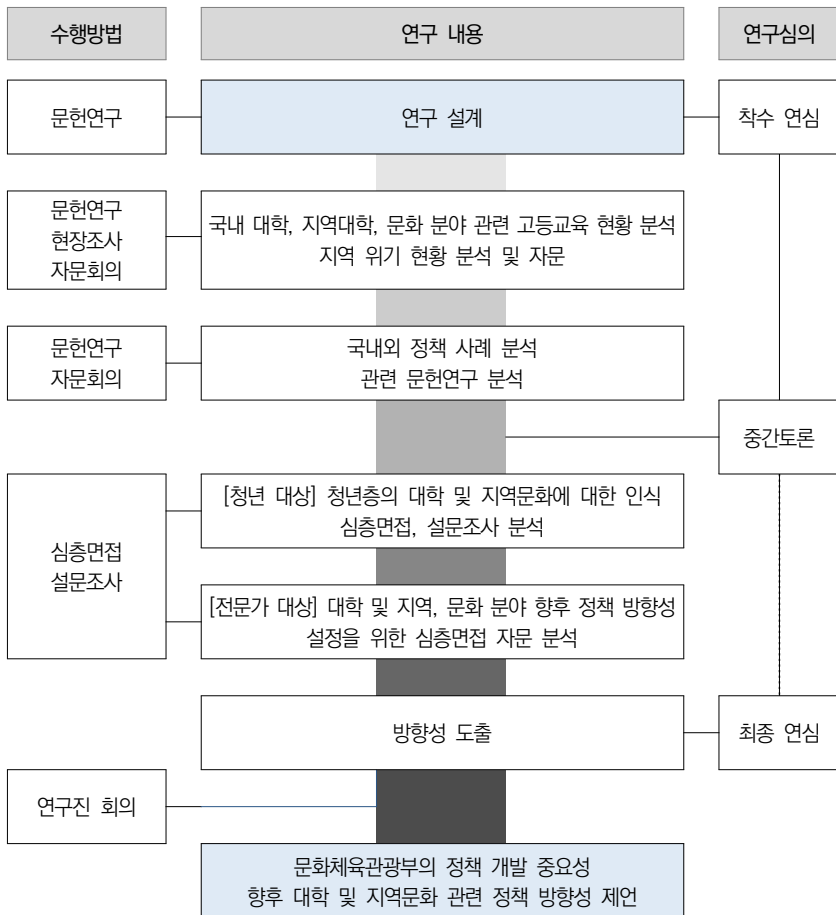 수행방법
연구 내용
연구심의
문헌연구
연구 설계
착수 연심
문헌연구
현장조사
자문회의
국내 대학, 지역대학, 문화 분야 관련 고등교육 현황 분석
지역 위기 현황 분석 및 자문
문헌연구
자문회의
국내외 정책 사례 분석
관련 문헌연구 분석
중간토론
심층면접
설문조사
[청년 대상] 청년층의 대학 및 지역문화에 대한 인식
심층면접, 설문조사 분석
[전문가 대상] 대학 및 지역, 문화 분야 향후 정책 방향성
설정을 위한 심층면접 자문 분석
방향성 도출
최종 연심
연구진 회의
문화체육관광부의 정책 개발 중요성
향후 대학 및 지역문화 관련 정책 방향성 제언